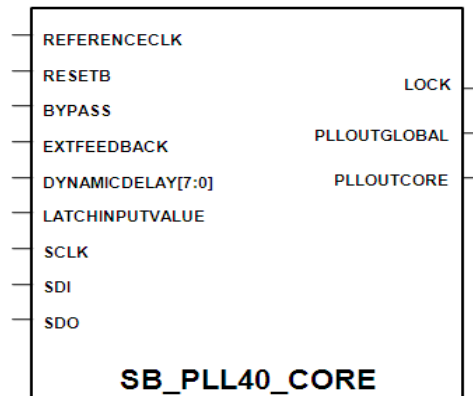 REFERENCECLK
RESETB
BYPASS
EXTFEEDBACK
DYNAMICDELAY[7:0]
LATCHINPUTVALUE
SCLK
SDI
SDO
LOCK
PLLOUTGLOBAL
PLLOUTCORE
SB_PLL40_CORE